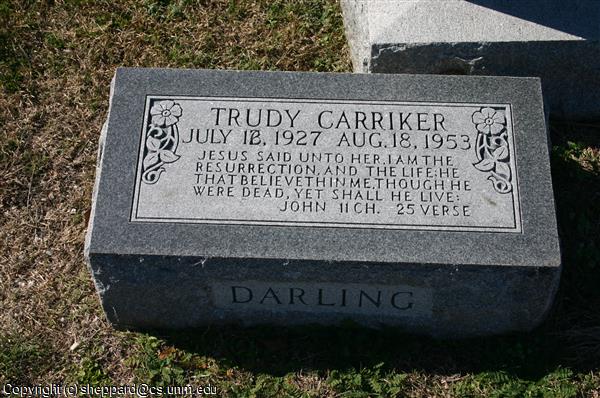 TRUDY CARRIKER
JULY 12, 1927 AUG. 18, 1953
JESUS SAID UNTO HER, I AM THE
RESURRECTION, AND THE LIFE: HE
THAT BELIEVETH IN ME, THOUGH HE
WERE DEAD, YET SHALL HE LIVE:
JOHN 11 CH. 25 VERSE
DARLING
Copyright (c) sheppard@cs.unm.edu